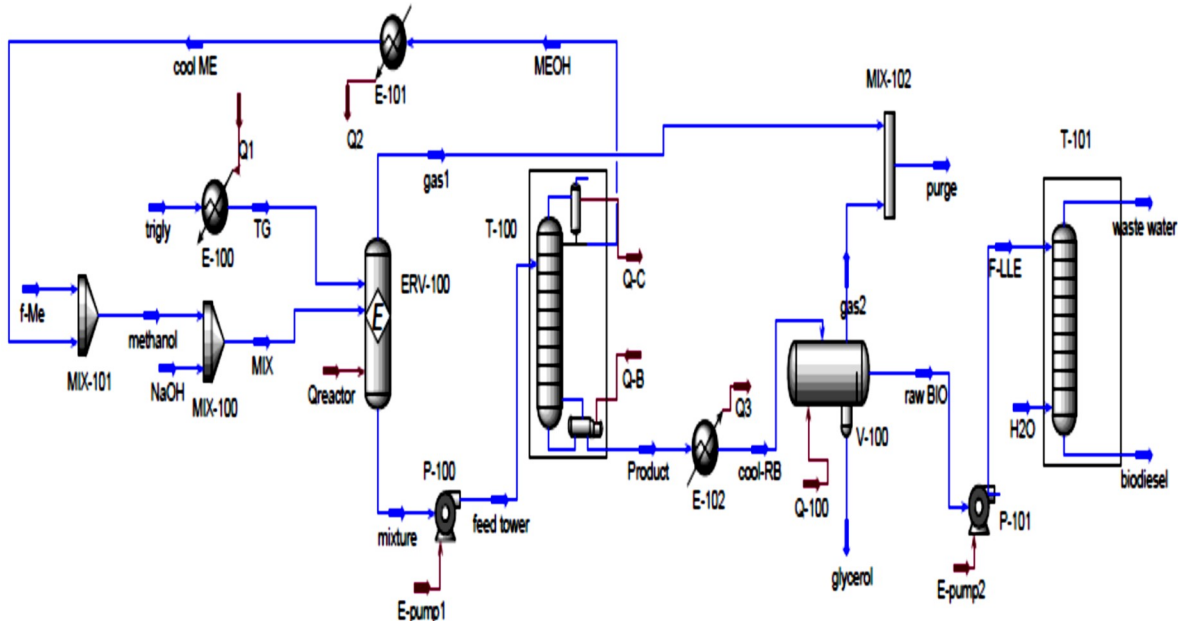 cool ME
E-101
MEOH
MIX-102
Q2
Q1
T-101
gas1
purge
trigly
E-100
TG
T-100
waste water
ERV-100
F-LLE
Q-C
gas2
f-Me
methanol
MIX
E
MIX-101
NaOH
MIX-100
Qreactor
Q-B
Q3
raw BIO
H2O
V-100
P-100
Product
cool-RB
biodiesel
E-102
feed tower
Q-100
P-101
mixture
glycerol
E-pump1
E-pump2